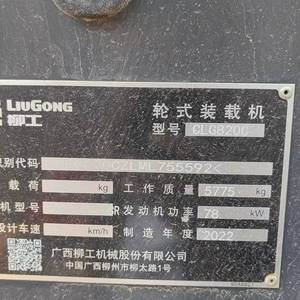 LIUGONG 轮式装载机
柳工 型号 CLG820C
识别代码 755592
载荷 kg 工作质量 5775 kg
机型号 发动机功率 78 kW
设计车速 km/h 制造年度 2022
广西柳工机械股份有限公司
中国广西柳州市柳太路1号